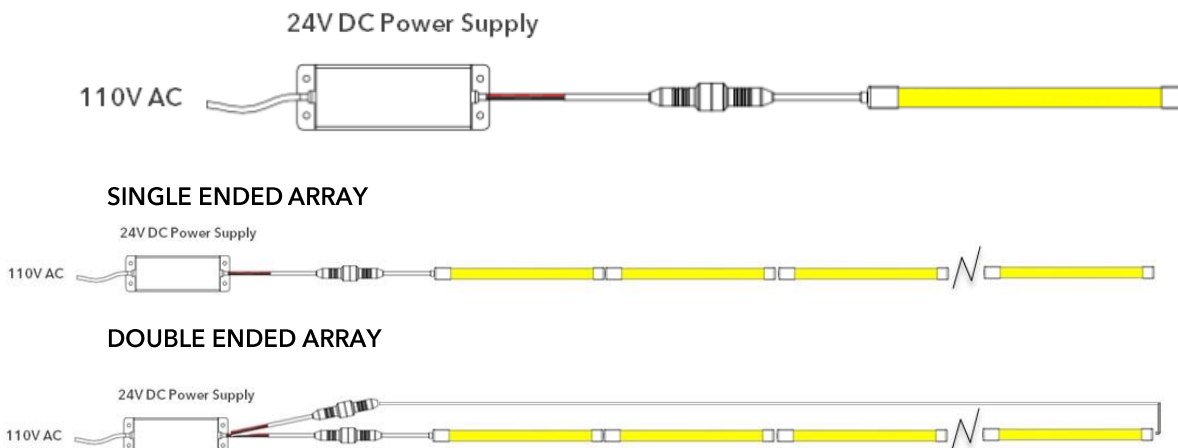 24V DC Power Supply
110V AC
SINGLE ENDED ARRAY
24V DC Power Supply
110V AC
DOUBLE ENDED ARRAY
24V DC Power Supply
110V AC